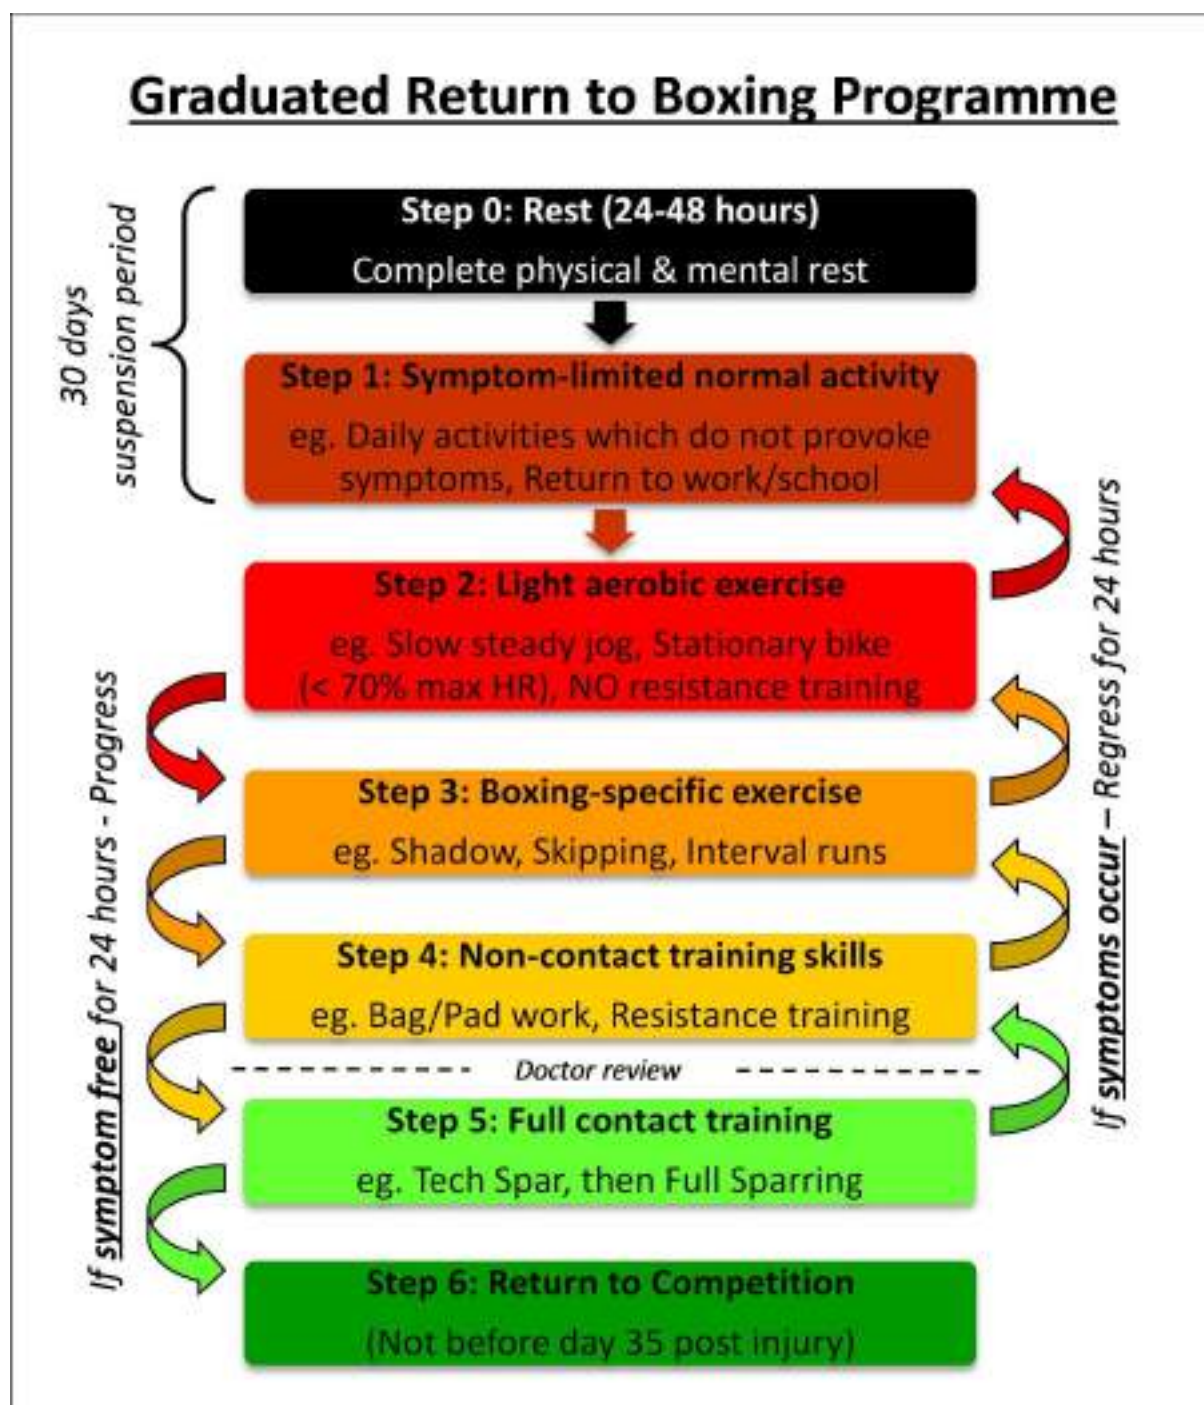 Graduated Return to Boxing Programme
30 days
suspension period
Step 0: Rest (24-48 hours)
Complete physical & mental rest
Step 1: Symptom-limited normal activity
eg. Daily activities which do not provoke
symptoms, Return to work/school
Step 2: Light aerobic exercise
eg. Slow steady jog, Stationary bike
(< 70% max HR), NO resistance training
Step 3: Boxing-specific exercise
eg. Shadow, Skipping, Interval runs
Step 4: Non-contact training skills
eg. Bag/Pad work, Resistance training
Doctor review
Step 5: Full contact training
eg. Tech Spar, then Full Sparring
Step 6: Return to Competition
(Not before day 35 post injury)
If symptom free for 24 hours - Progress
If symptoms occur – Regress for 24 hours